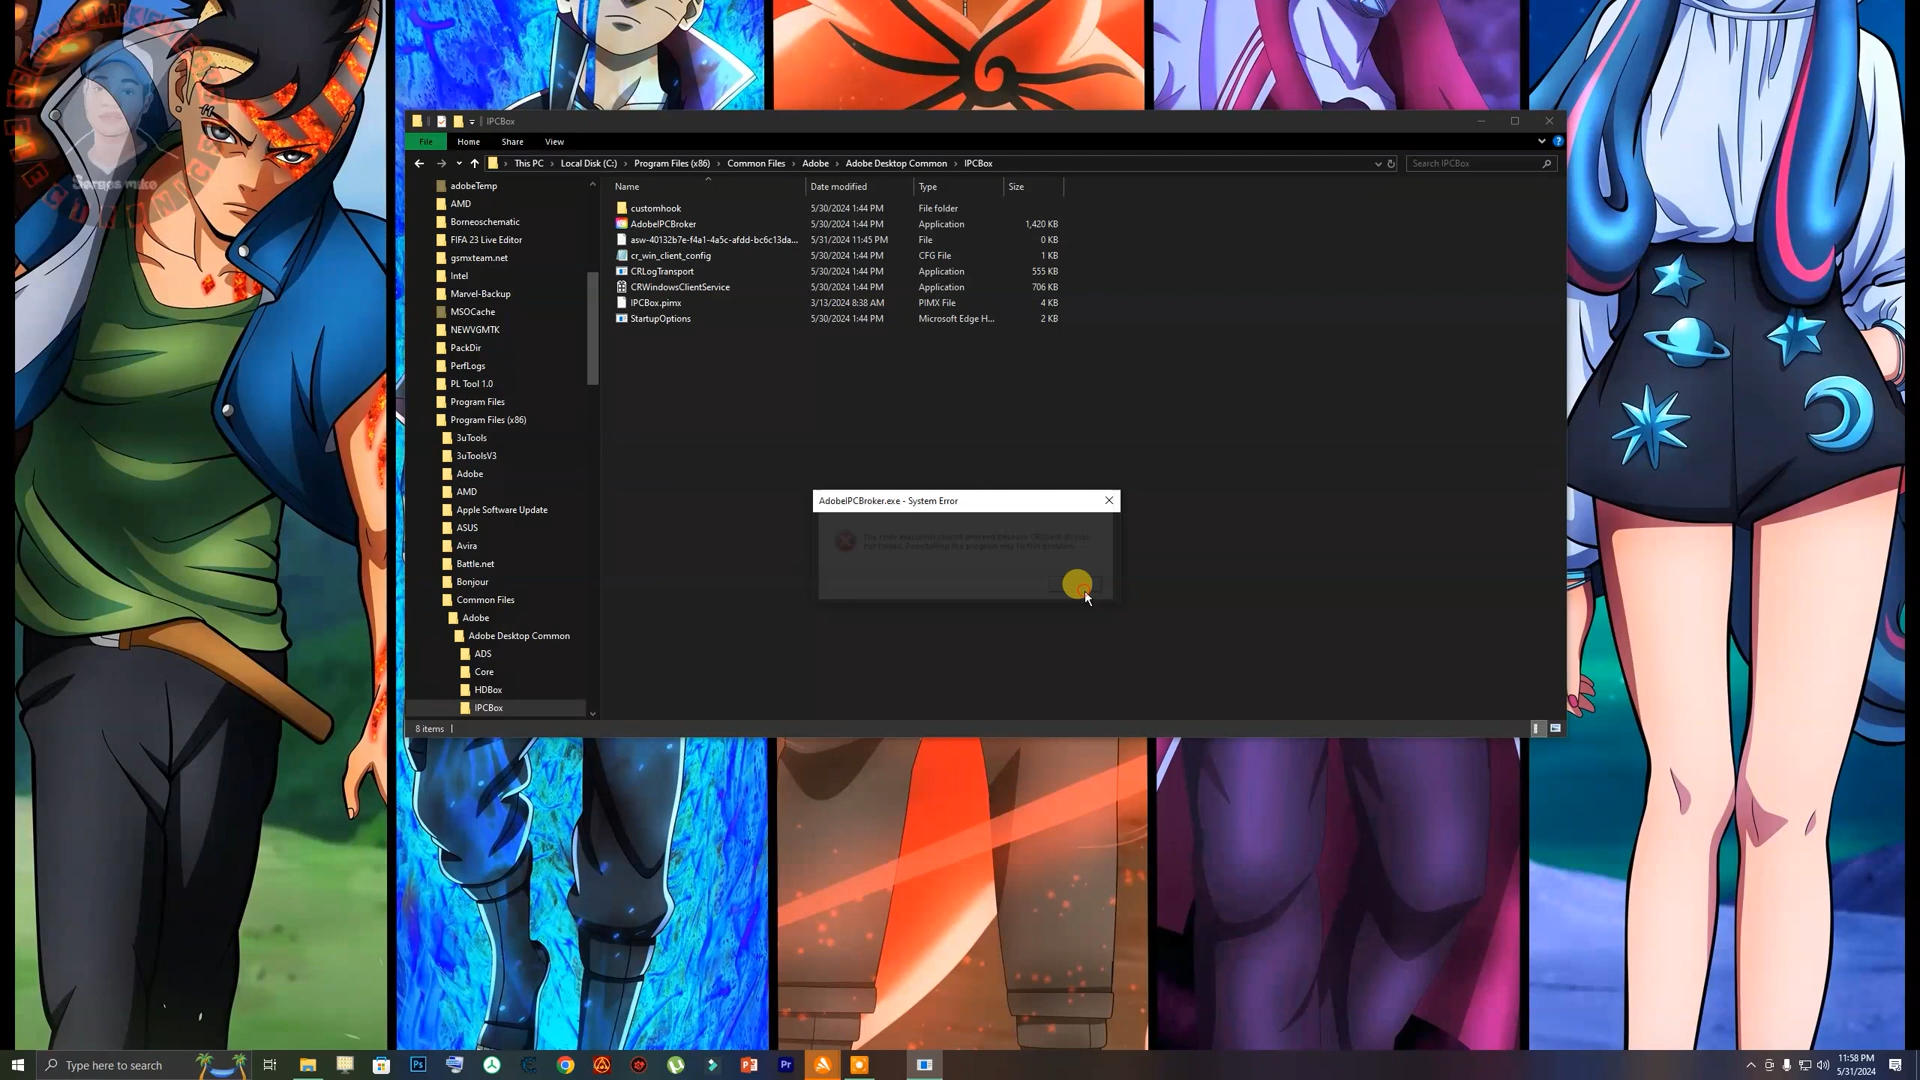 IPCBox
File Home Share View
This PC Local Disk (C:) Program Files (x86) Common Files Adobe Adobe Desktop Common IPCBox
Search IPCBox
Name Date modified Type Size
customhook 5/30/2024 1:44 PM File folder
AdobeIPCBroker 5/30/2024 1:44 PM Application 1,420 KB
asw-40132b7e-f4a1-4a5c-afdd-bc6c13da... 5/31/2024 11:45 PM File 0 KB
cr_win_client_config 5/30/2024 1:44 PM CFG File 1 KB
CRLogTransport 5/30/2024 1:44 PM Application 555 KB
CRWindowsClientService 5/30/2024 1:44 PM Application 706 KB
IPCBox.pimx 3/13/2024 8:38 AM PIMX File 4 KB
StartupOptions 5/30/2024 1:44 PM Microsoft Edge H... 2 KB
adobeTemp
AMD
Borneoschematic
FIFA 23 Live Editor
gsmxteam.net
Intel
Marvel-Backup
MSOCache
NEWVGMTK
PackDir
PerfLogs
PL Tool 1.0
Program Files
Program Files (x86)
3uTools
3uToolsV3
Adobe
AMD
Apple Software Update
ASUS
Avira
Battle.net
Bonjour
Common Files
Adobe
Adobe Desktop Common
ADS
Core
HDBox
IPCBox
AdobeIPCBroker.exe - System Error
8 items
Type here to search
Ps
Pr
11:58 PM
5/31/2024